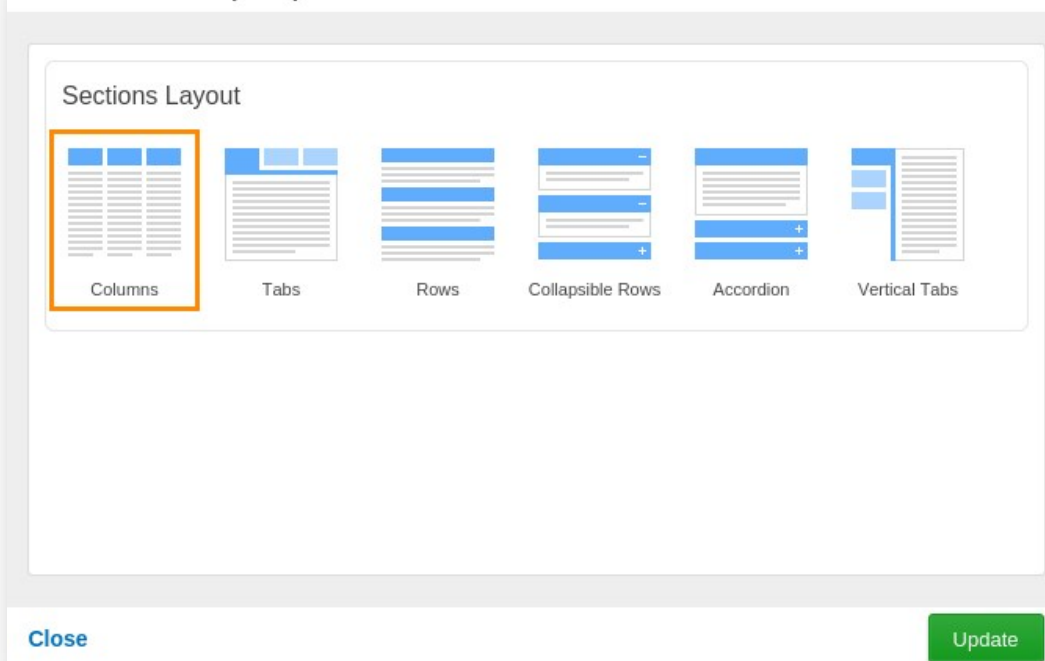 Sections Layout
Columns Tabs Rows Collapsible Rows Accordion Vertical Tabs
Close Update